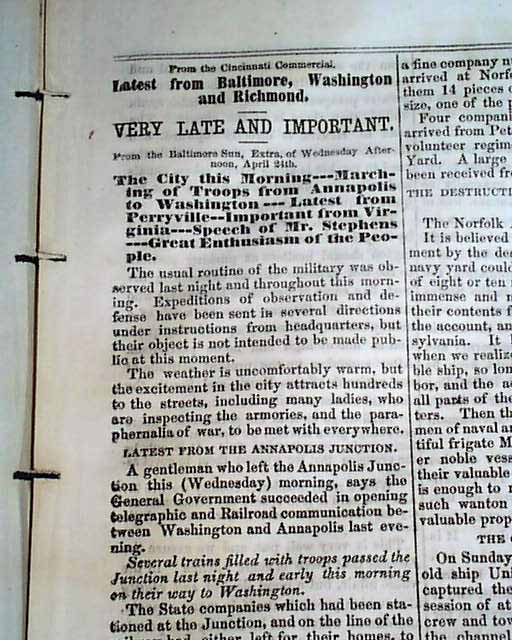 From the Cincinnati Commercial.
Latest from Baltimore, Washington
and Richmond.
VERY LATE AND IMPORTANT.
From the Baltimore Sun, Extra, of Wednesday After-
noon, April 24th.
The City this Morning---March-
ing of Troops from Annapolis
to Washington---Latest from
Perryville--Important from Vir-
ginia---Speech of Mr. Stephens
---Great Enthusiasm of the Peo-
ple.
The usual routine of the military was ob-
served last night and throughout this morn-
ing. Expeditions of observation and de-
fense have been sent in several directions
under instructions from headquarters, but
their object is not intended to be made pub-
lic at this moment.
The weather is uncomfortably warm, but
the excitement in the city attracts hundreds
to the streets, including many ladies, who
are inspecting the armories, and the para-
phernalia of war, to be met with everywhere.
LATEST FROM THE ANNAPOLIS JUNCTION.
A gentleman who left the Annapolis Junc-
tion this (Wednesday) morning, says the
General Government succeeded in opening
telegraphic and Railroad communication be-
tween Washington and Annapolis last eve-
ning.
Several trains filled with troops passed the
Junction last night and early this morning
on their way to Washington.
The State companies which had been sta-
tioned at the Junction, and on the line of the
had either left for their homes, to
a fine company
arrived at Norfo
them 14 pieces
size, one of the
Four compani
arrived from Pet
volunteer regim
Yard. A large
been received fr
THE DESTRUCTI
The Norfolk
It is believed
ment by the des
navy yard could
of eight or ten
immense and
their contents f
the account, an
sylvania. It
when we realize
ble ship, so lon
bor, and the a
all parts of the
ters. Then th
men of naval ar
tiful frigate M
er noble vess
their valuable
is enough to
such wanton
valuable prop
THE
On Sunday
old ship Uni
captured the
session of at
crew and tow
the channel